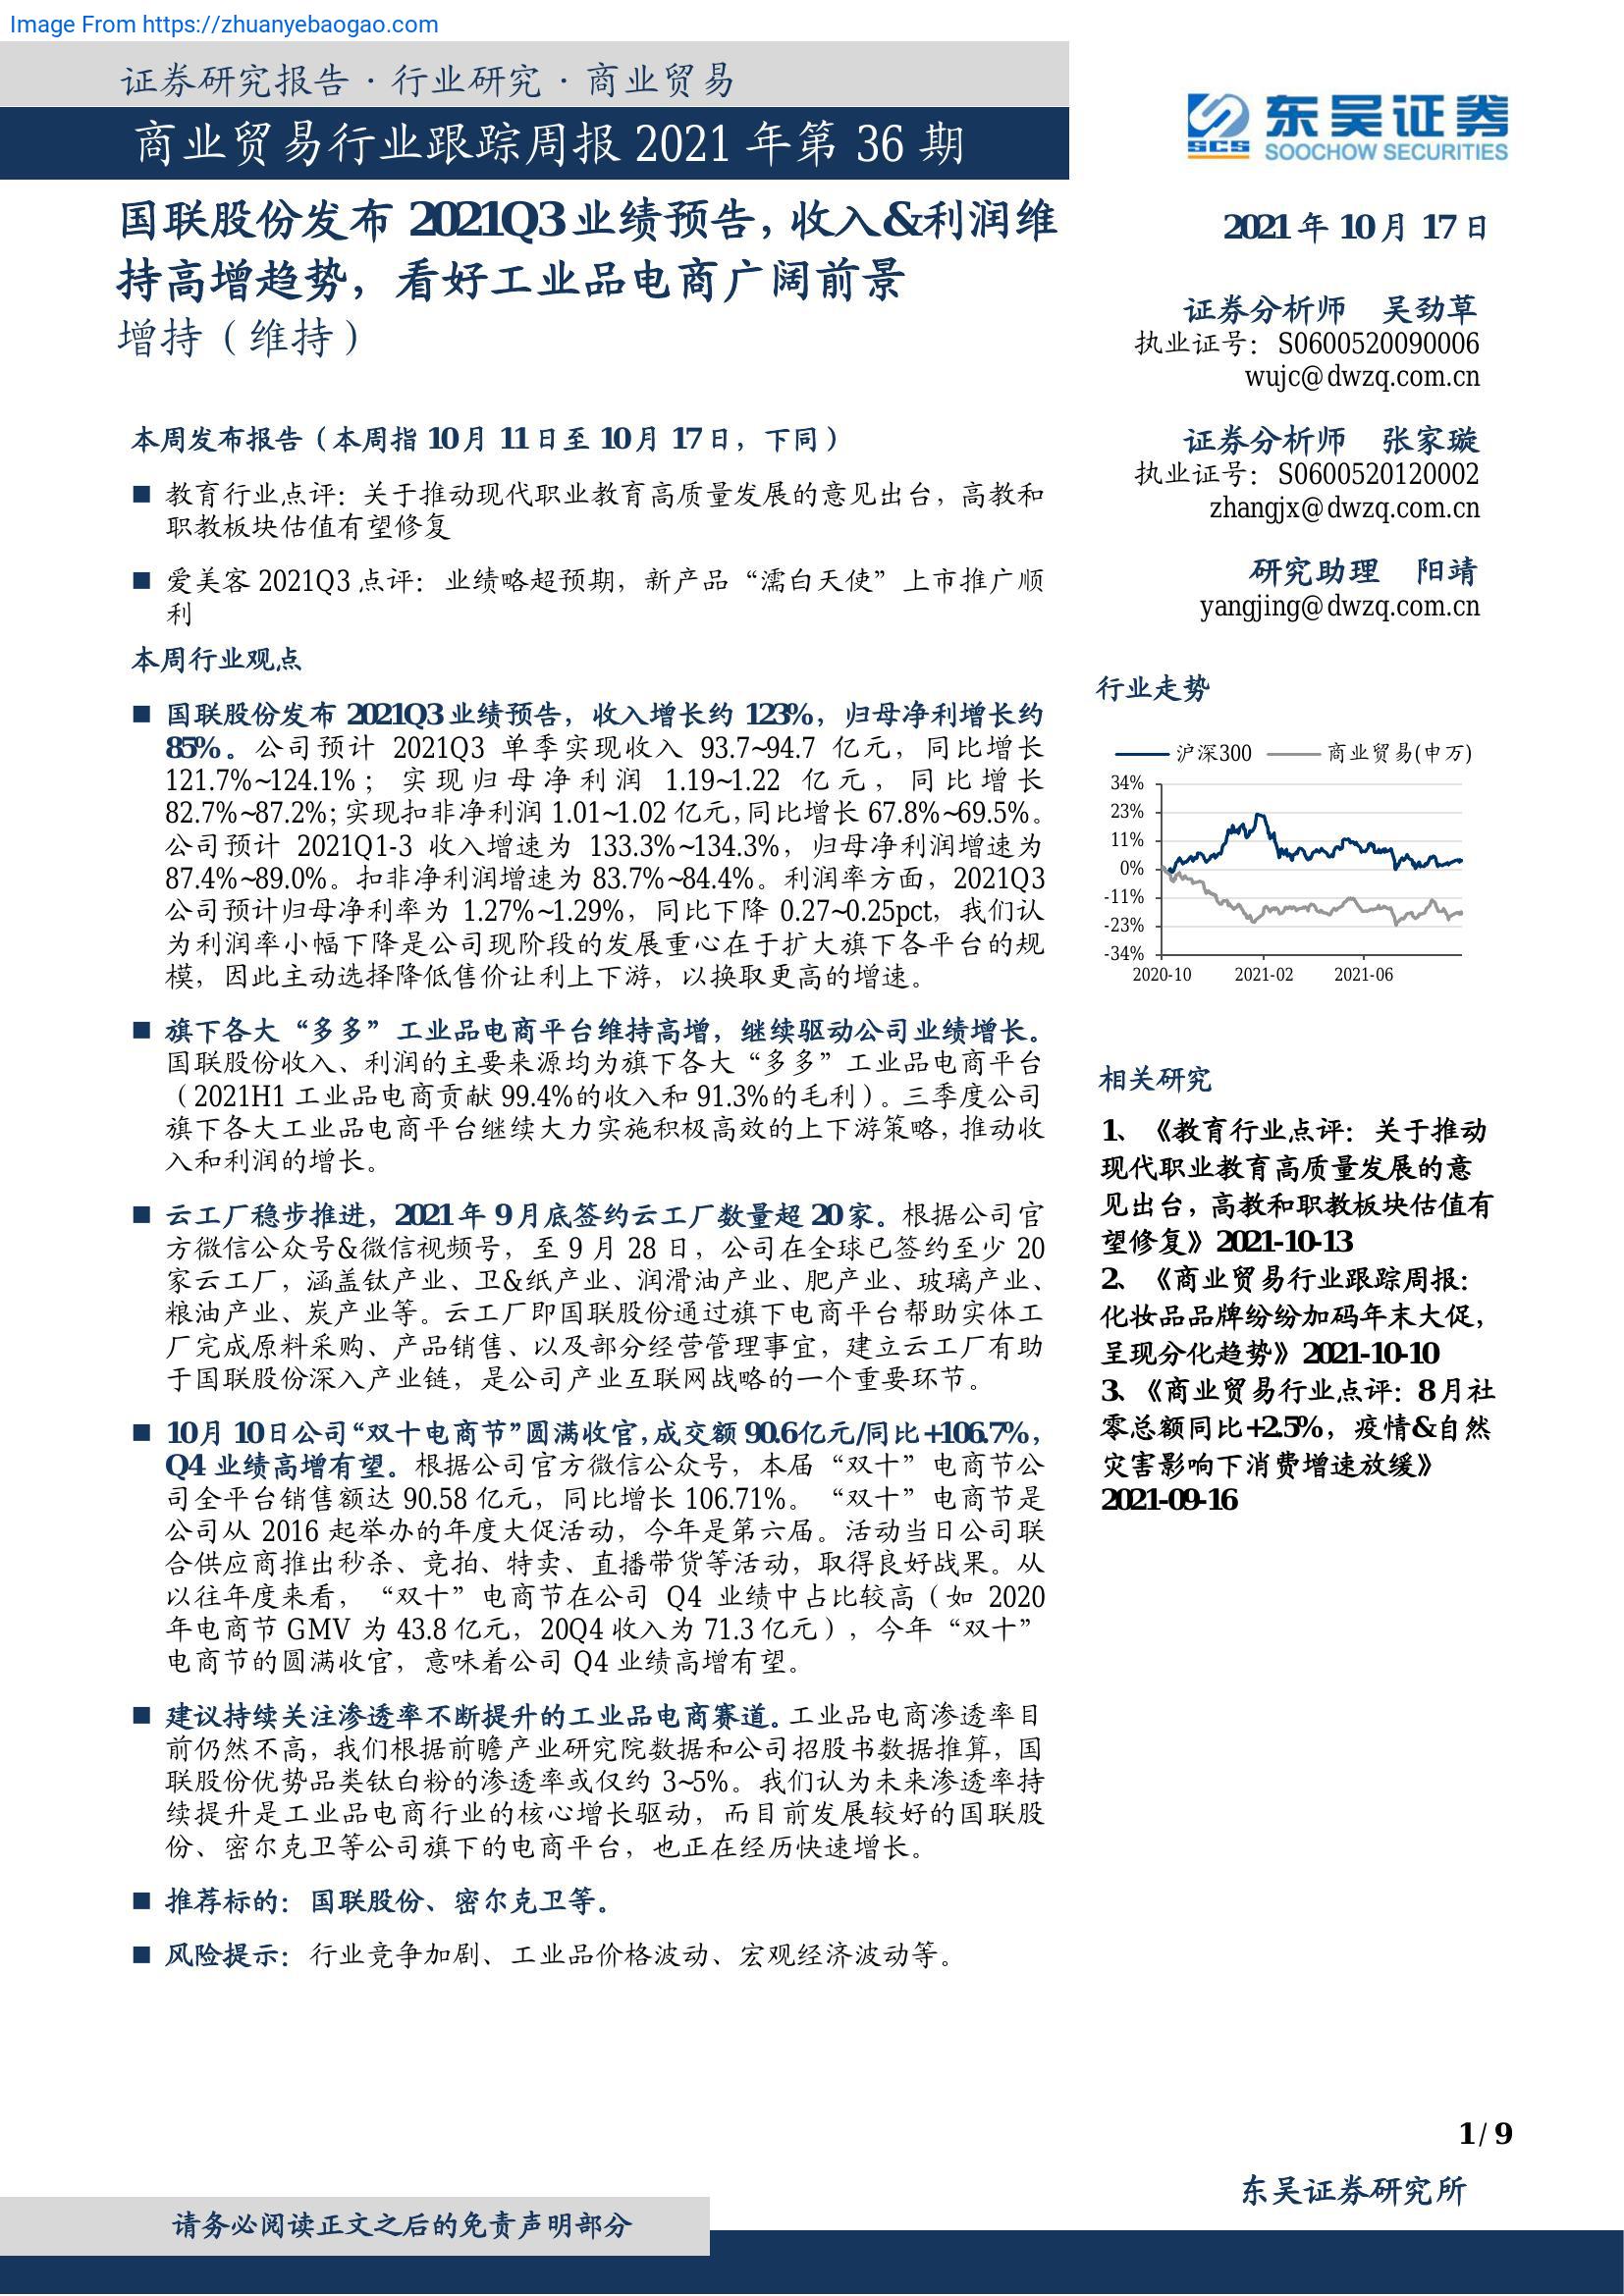 Image From https://zhuanyebaogao.com
证券研究报告·行业研究·商业贸易
商业贸易行业跟踪周报 2021 年第 36 期
东吴证券
SCS SOOCHOW SECURITIES
国联股份发布 2021Q3 业绩预告，收入&利润维
持高增趋势，看好工业品电商广阔前景
增持（维持）
2021 年 10 月 17 日
证券分析师 吴劲草
执业证号：S0600520090006
wujc@dwzq.com.cn
证券分析师 张家璇
执业证号：S0600520120002
zhangjx@dwzq.com.cn
研究助理 阳靖
yangjing@dwzq.com.cn
本周发布报告（本周指 10 月 11 日至 10 月 17 日，下同）
■ 教育行业点评：关于推动现代职业教育高质量发展的意见出台，高教和
职教板块估值有望修复
■ 爱美客 2021Q3 点评：业绩略超预期，新产品“濡白天使”上市推广顺
利
本周行业观点
■ 国联股份发布 2021Q3 业绩预告，收入增长约 123%，归母净利增长约
85%。公司预计 2021Q3 单季实现收入 93.7~94.7 亿元，同比增长
121.7%~124.1%；实现归母净利润 1.19~1.22 亿元，同比增长
82.7%~87.2%；实现扣非净利润 1.01~1.02 亿元，同比增长 67.8%~69.5%。
公司预计 2021Q1-3 收入增速为 133.3%~134.3%，归母净利润增速为
87.4%~89.0%。扣非净利润增速为 83.7%~84.4%。利润率方面，2021Q3
公司预计归母净利率为 1.27%~1.29%，同比下降 0.27~0.25pct，我们认
为利润率小幅下降是公司现阶段的发展重心在于扩大旗下各平台的规
模，因此主动选择降低售价让利上下游，以换取更高的增速。
■ 旗下各大“多多”工业品电商平台维持高增，继续驱动公司业绩增长。
国联股份收入、利润的主要来源均为旗下各大“多多”工业品电商平台
（2021H1 工业品电商贡献 99.4%的收入和 91.3%的毛利）。三季度公司
旗下各大工业品电商平台继续大力实施积极高效的上下游策略，推动收
入和利润的增长。
■ 云工厂稳步推进，2021 年 9 月底签约云工厂数量超 20 家。根据公司官
方微信公众号&微信视频号，至 9 月 28 日，公司在全球已签约至少 20
家云工厂，涵盖钛产业、卫&纸产业、润滑油产业、肥产业、玻璃产业、
粮油产业、炭产业等。云工厂即国联股份通过旗下电商平台帮助实体工
厂完成原料采购、产品销售、以及部分经营管理事宜，建立云工厂有助
于国联股份深入产业链，是公司产业互联网战略的一个重要环节。
■ 10 月 10 日公司“双十电商节”圆满收官，成交额 90.6 亿元/同比+106.7%，
Q4 业绩高增有望。根据公司官方微信公众号，本届“双十”电商节公
司全平台销售额达 90.58 亿元，同比增长 106.71%。“双十”电商节是
公司从 2016 起举办的年度大促活动，今年是第六届。活动当日公司联
合供应商推出秒杀、竞拍、特卖、直播带货等活动，取得良好战果。从
以往年度来看，“双十”电商节在公司 Q4 业绩中占比较高（如 2020
年电商节 GMV 为 43.8 亿元，20Q4 收入为 71.3 亿元），今年“双十”
电商节的圆满收官，意味着公司 Q4 业绩高增有望。
■ 建议持续关注渗透率不断提升的工业品电商赛道。工业品电商渗透率目
前仍然不高，我们根据前瞻产业研究院数据和公司招股书数据推算，国
联股份优势品类钛白粉的渗透率或仅约 3~5%。我们认为未来渗透率持
续提升是工业品电商行业的核心增长驱动，而目前发展较好的国联股
份、密尔克卫等公司旗下的电商平台，也正在经历快速增长。
■ 推荐标的：国联股份、密尔克卫等。
■ 风险提示：行业竞争加剧、工业品价格波动、宏观经济波动等。
行业走势
沪深300 商业贸易(申万)
34%
23%
11%
0%
-11%
-23%
-34%
2020-10 2021-02 2021-06
相关研究
1、《教育行业点评：关于推动
现代职业教育高质量发展的意
见出台，高教和职教板块估值有
望修复》2021-10-13
2、《商业贸易行业跟踪周报：
化妆品品牌纷纷加码年末大促，
呈现分化趋势》2021-10-10
3、《商业贸易行业点评：8 月社
零总额同比+2.5%，疫情&自然
灾害影响下消费增速放缓》
2021-09-16
1 / 9
东吴证券研究所
请务必阅读正文之后的免责声明部分